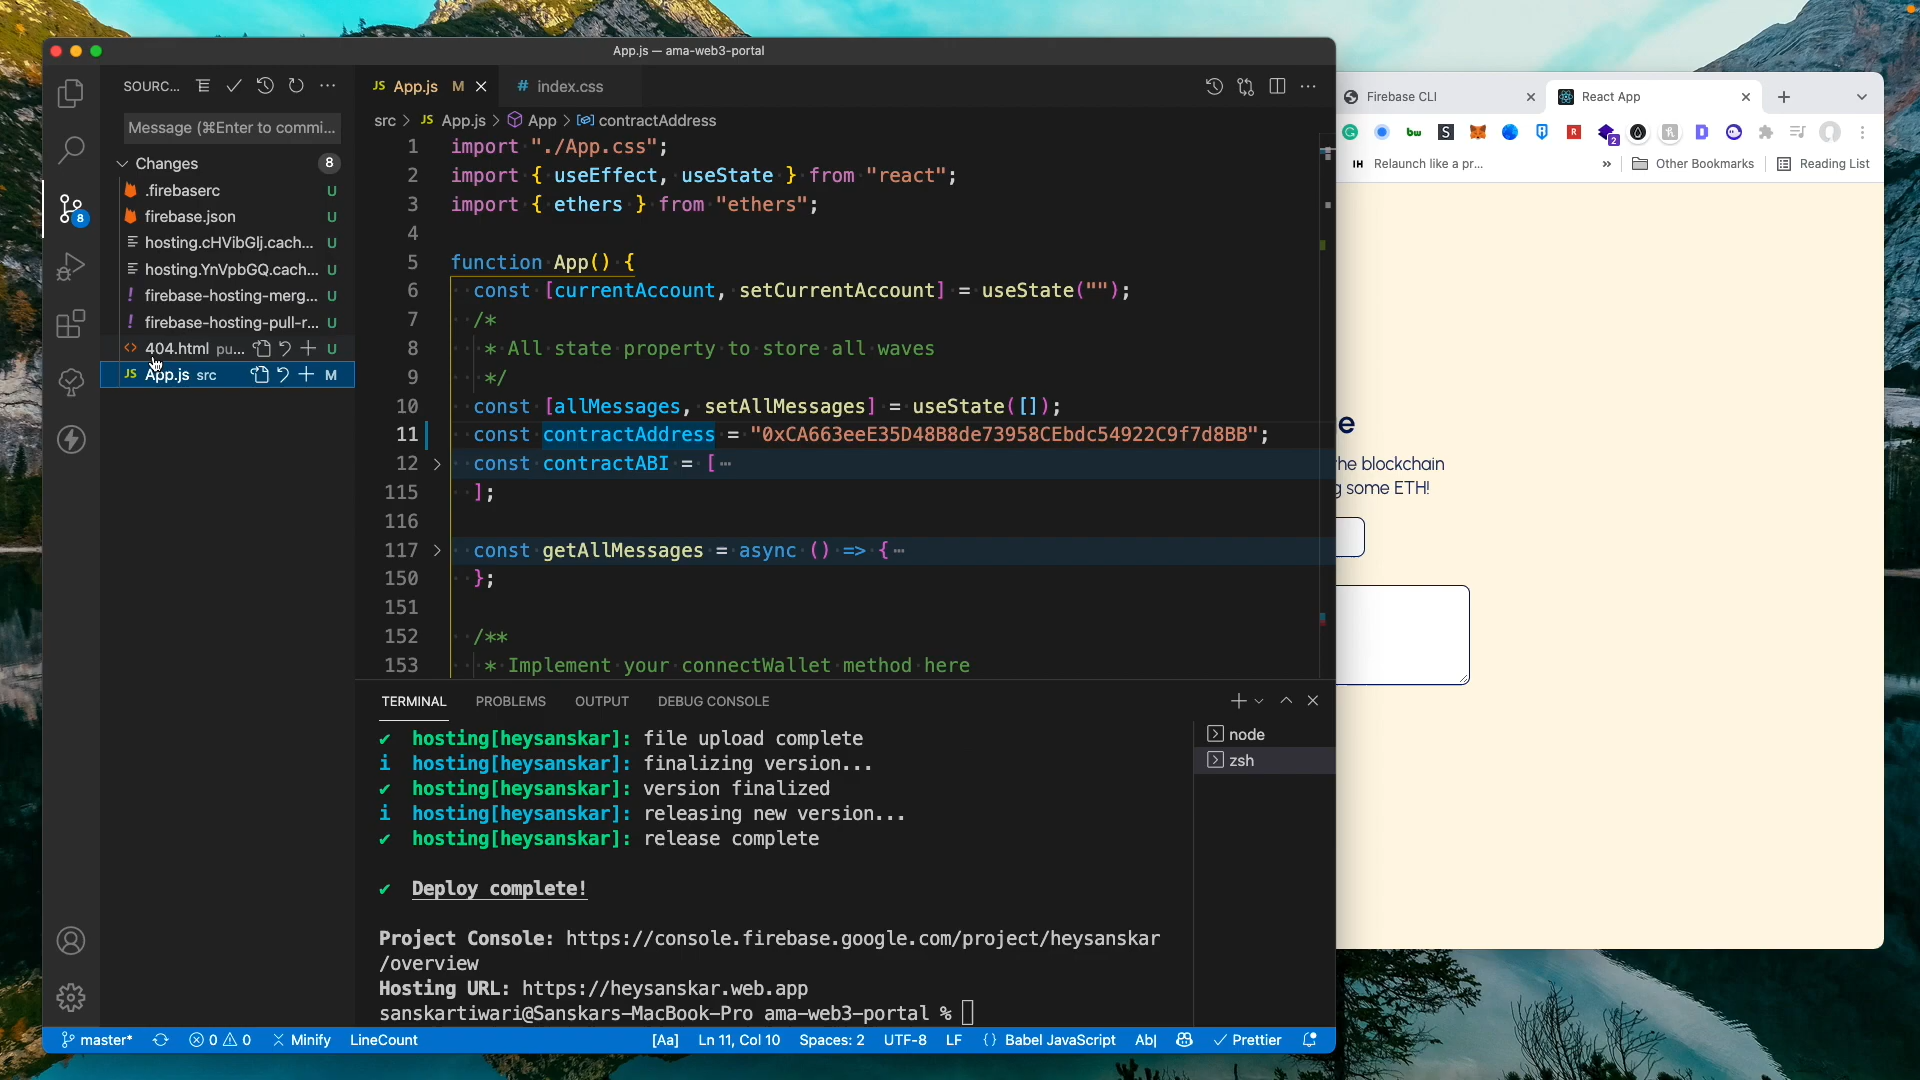 App.js — ama-web3-portal
SOURC...
Message (⌘Enter to commi...
Changes 8
.firebaserc U
firebase.json U
hosting.cHVibGlj.cach... U
hosting.YnVpbGQ.cach... U
firebase-hosting-merg... U
firebase-hosting-pull-r... U
404.html pu... U
App.js src M
8
JS App.js M
# index.css
src > JS App.js > App > contractAddress
1 import "./App.css";
2 import { useEffect, useState } from "react";
3 import { ethers } from "ethers";
4
5 function App() {
6 const [currentAccount, setCurrentAccount] = useState("");
7 /*
8 * All state property to store all waves
9 */
10 const [allMessages, setAllMessages] = useState([]);
11 const contractAddress = "0xCA663eeE35D48B8de73958CEbdc54922C9f7d8BB";
12 const contractABI = [⋯
115 ];
116
117 const getAllMessages = async () => {⋯
150 };
151
152 /**
153 * Implement your connectWallet method here
TERMINAL PROBLEMS OUTPUT DEBUG CONSOLE
✔ hosting[heysanskar]: file upload complete
i hosting[heysanskar]: finalizing version...
✔ hosting[heysanskar]: version finalized
i hosting[heysanskar]: releasing new version...
✔ hosting[heysanskar]: release complete
✔ Deploy complete!
Project Console: https://console.firebase.google.com/project/heysanskar
/overview
Hosting URL: https://heysanskar.web.app
sanskartiwari@Sanskars-MacBook-Pro ama-web3-portal %
node
zsh
master* 0 0 Minify LineCount [Aa] Ln 11, Col 10 Spaces: 2 UTF-8 LF {} Babel JavaScript Ab| Prettier
Firebase CLI
React App
bw S R 2 D
IH Relaunch like a pr... » Other Bookmarks Reading List
e
he blockchain
g some ETH!